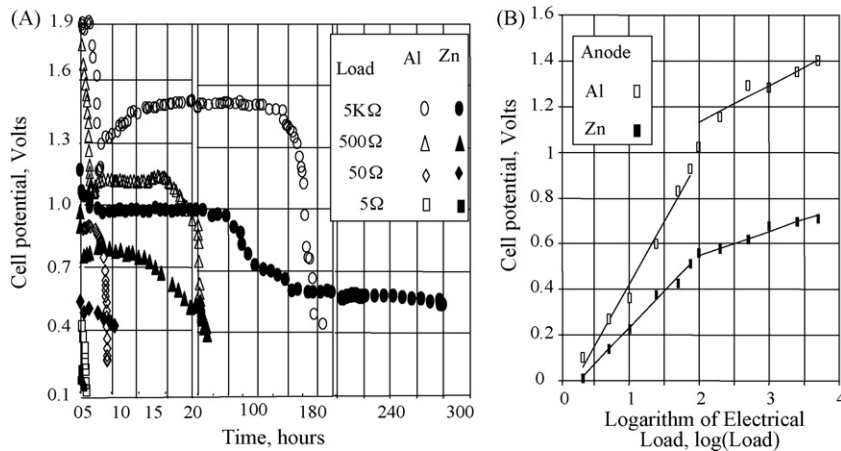 (A)
Cell potential, Volts
1.9
1.6
1.3
1.0
0.7
0.4
0.1
05 10 15 20 100 180 240 300
Time, hours
Load Al Zn
5KΩ
500Ω
50Ω
5Ω
(B)
Cell potential, Volts
1.6
1.4
1.2
1
0.8
0.6
0.4
0.2
0
0 1 2 3 4
Logarithm of Electrical
Load, log(Load)
Anode
Al
Zn